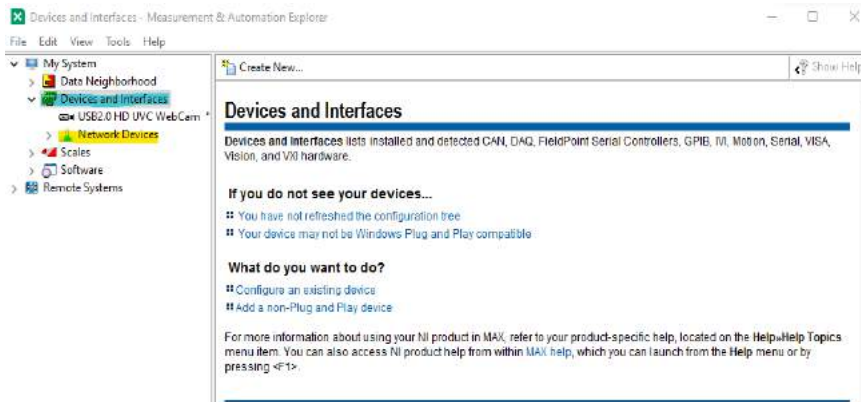 Devices and Interfaces - Measurement & Automation Explorer
File Edit View Tools Help
My System
Data Neighborhood
Devices and Interfaces
USB2.0 HD UVC WebCam "
Network Devices
Scales
Software
Remote Systems
Create New...
Show Help
Devices and Interfaces
Devices and Interfaces lists installed and detected CAN, DAQ, FieldPoint Serial Controllers, GPIB, IVI, Motion, Serial, VISA,
Vision, and VXI hardware.
If you do not see your devices...
You have not refreshed the configuration tree
Your device may not be Windows Plug and Play compatible
What do you want to do?
Configure an existing device
Add a non-Plug and Play device
For more information about using your NI product in MAX, refer to your product-specific help, located on the Help»Help Topics
menu item. You can also access NI product help from within MAX help, which you can launch from the Help menu or by
pressing <F1>.